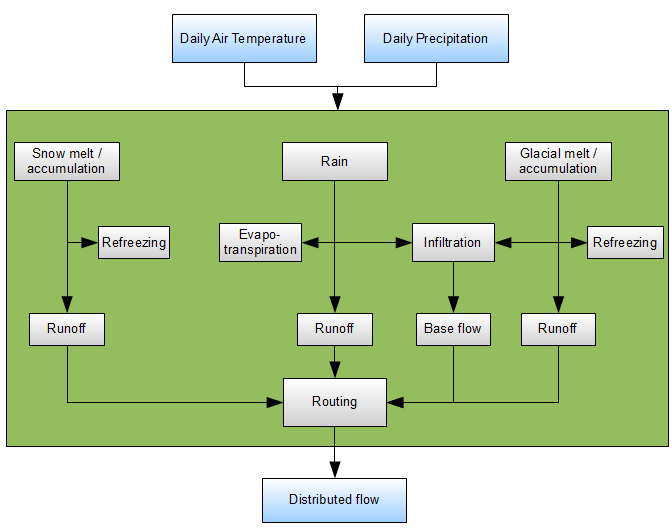 Daily Air Temperature
Daily Precipitation
Snow melt /
accumulation
Rain
Glacial melt /
accumulation
Refreezing
Evapo-
transpiration
Infiltration
Refreezing
Runoff
Runoff
Base flow
Runoff
Routing
Distributed flow